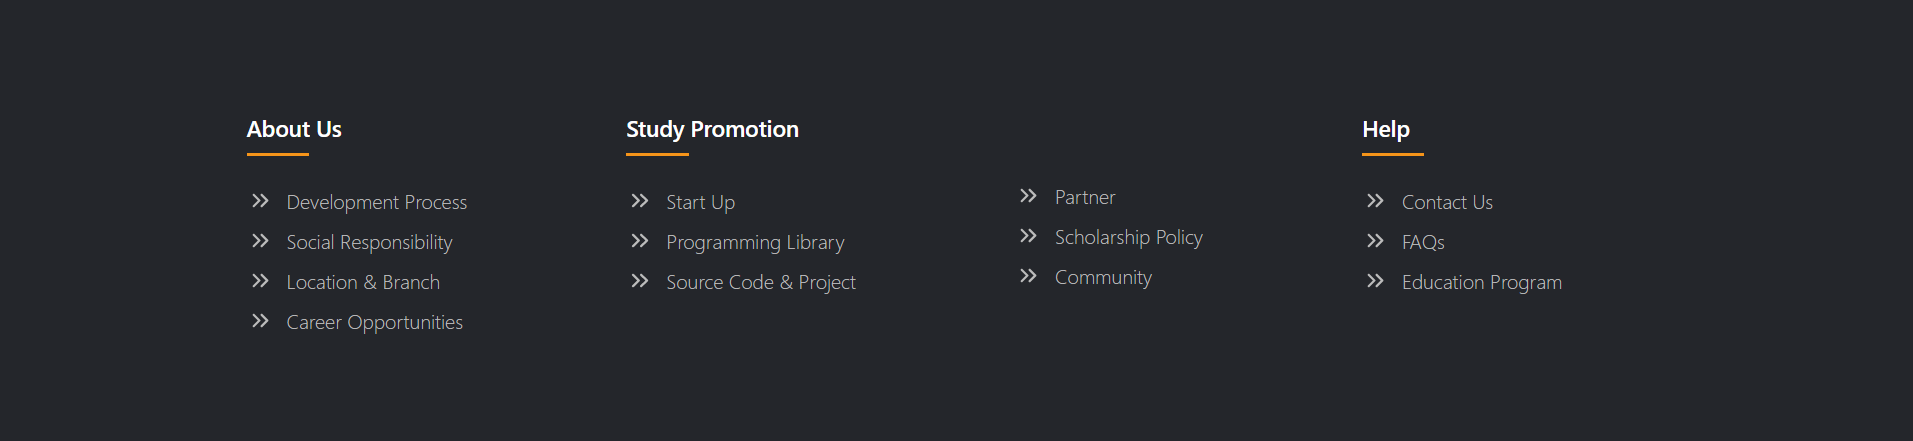 About Us
Development Process
Social Responsibility
Location & Branch
Career Opportunities
Study Promotion
Start Up
Programming Library
Source Code & Project
Partner
Scholarship Policy
Community
Help
Contact Us
FAQs
Education Program